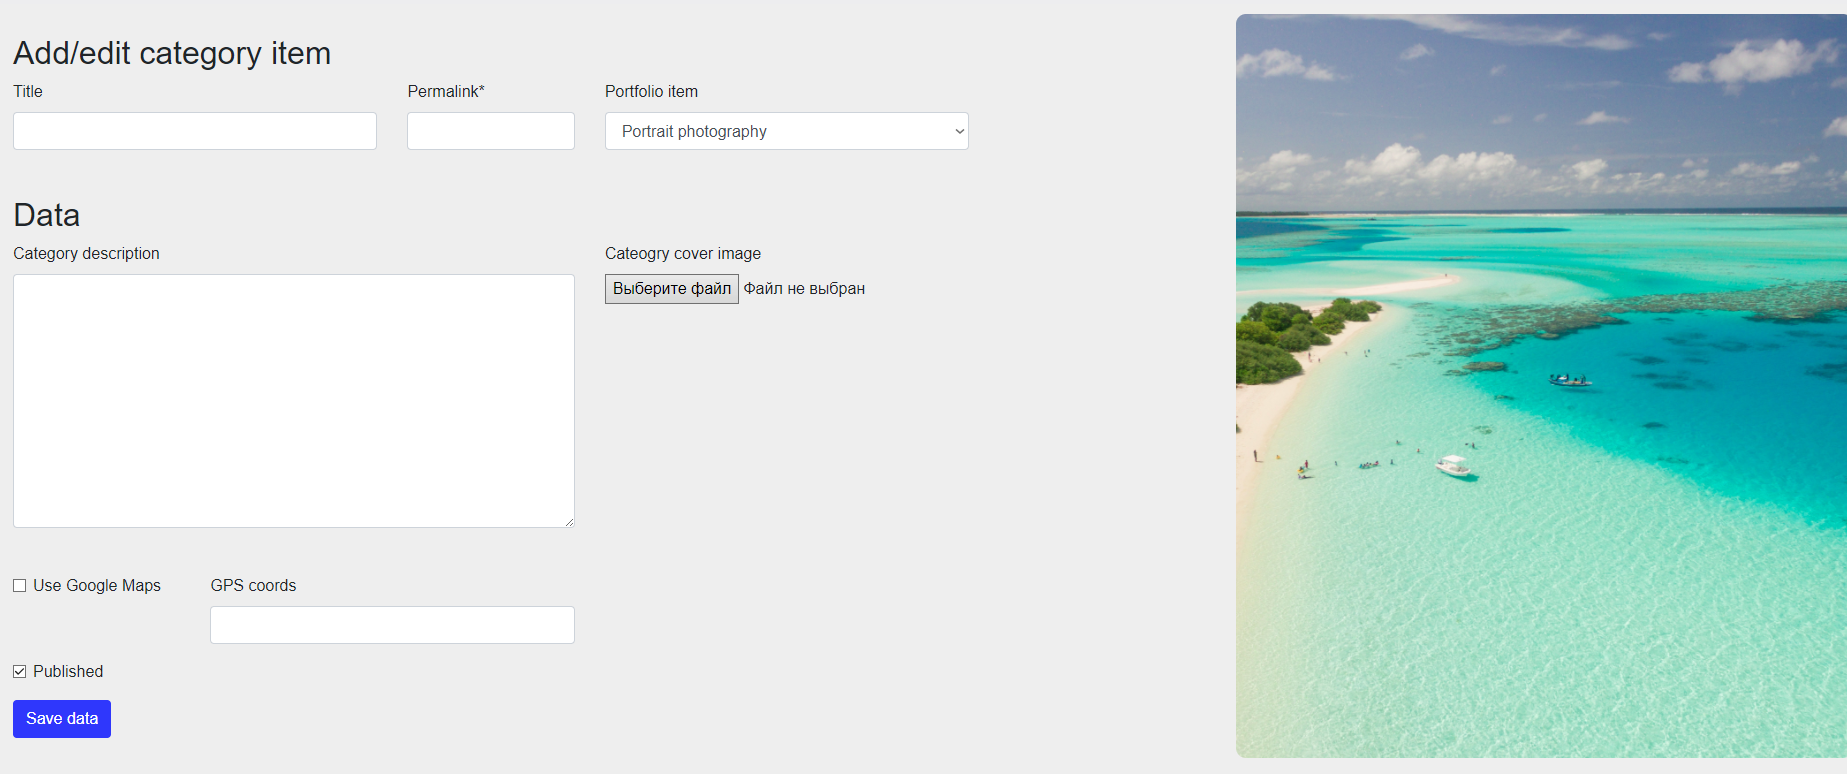 Add/edit category item
Title
Permalink*
Portfolio item
Portrait photography
Data
Category description
Cateogry cover image
Выберите файл Файл не выбран
Use Google Maps
GPS coords
Published
Save data